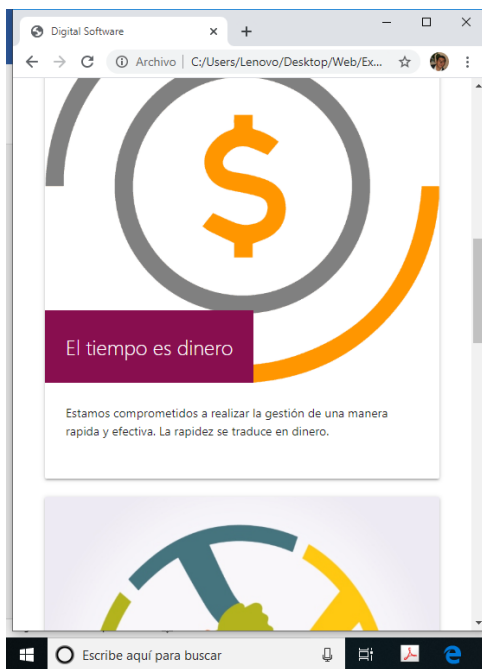 Digital Software
Archivo | C:/Users/Lenovo/Desktop/Web/Ex...
$
El tiempo es dinero
Estamos comprometidos a realizar la gestión de una manera
rapida y efectiva. La rapidez se traduce en dinero.
Escribe aquí para buscar